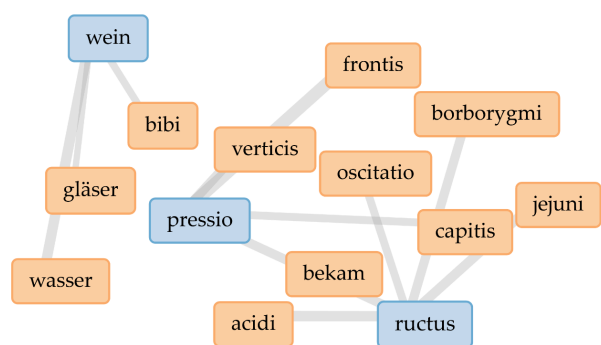 wein
frontis
borborygmi
bibi
verticis
oscitatio
gläser
jejuni
pressio
capitis
bekam
wasser
acidi
ructus